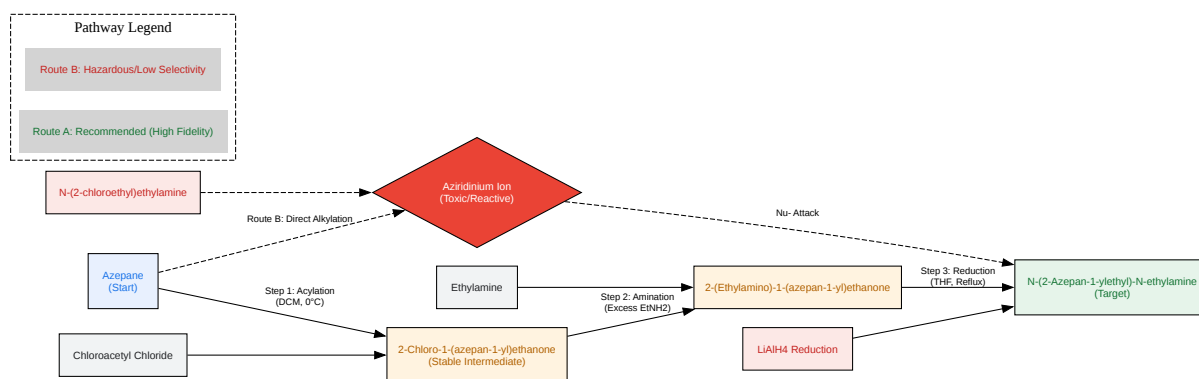 Pathway Legend
Route B: Hazardous/Low Selectivity
Route A: Recommended (High Fidelity)
N-(2-chloroethyl)ethylamine
Aziridinium Ion
(Toxic/Reactive)
Route B: Direct Alkylation
Nu- Attack
Azepane
(Start)
Step 1: Acylation
(DCM, 0°C)
Ethylamine
Step 2: Amination
(Excess EtNH2)
2-(Ethylamino)-1-(azepan-1-yl)ethanone
Step 3: Reduction
(THF, Reflux)
N-(2-Azepan-1-ylethyl)-N-ethylamine
(Target)
Chloroacetyl Chloride
2-Chloro-1-(azepan-1-yl)ethanone
(Stable Intermediate)
LiAlH4 Reduction